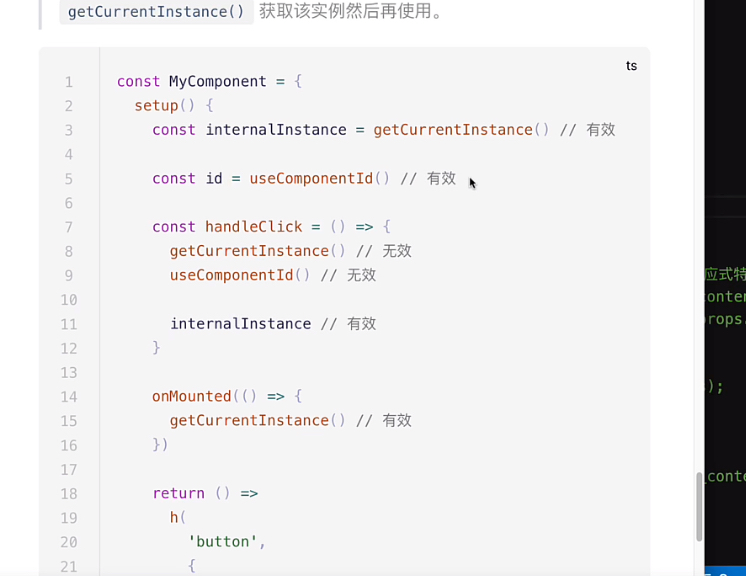 getCurrentInstance() 获取该实例然后再使用。
ts
1 const MyComponent = {
2 setup() {
3 const internalInstance = getCurrentInstance() // 有效
4
5 const id = useComponentId() // 有效
6
7 const handleClick = () => {
8 getCurrentInstance() // 无效
9 useComponentId() // 无效
10
11 internalInstance // 有效
12 }
13
14 onMounted(() => {
15 getCurrentInstance() // 有效
16 })
17
18 return () =>
19 h(
20 'button',
21 {
应式特
rops.
);